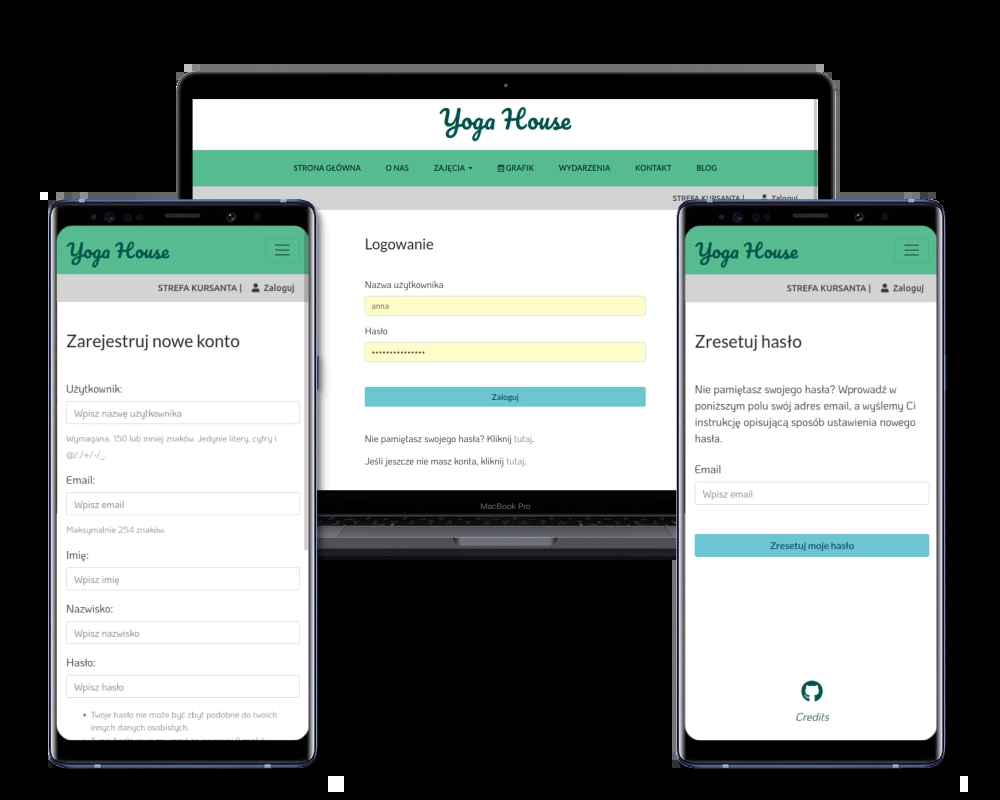 Yoga House
STRONA GŁÓWNA O NAS ZAJĘCIA GRAFIK WYDARZENIA KONTAKT BLOG
STREFA KURSANTA | Zaloguj
Logowanie
Nazwa użytkownika
anna
Hasło
•••••••••••••••
Zaloguj
Nie pamiętasz swojego hasła? Kliknij tutaj.
Jeśli jeszcze nie masz konta, kliknij tutaj.
MacBook Pro
Yoga House
STREFA KURSANTA | Zaloguj
Zarejestruj nowe konto
Użytkownik:
Wpisz nazwę użytkownika
Wymagana. 150 lub mniej znaków. Jedynie litery, cyfry i
@/./+/-/_.
Email:
Wpisz email
Maksymalnie 254 znaków.
Imię:
Wpisz imię
Nazwisko:
Wpisz nazwisko
Hasło:
Wpisz hasło
• Twoje hasło nie może być zbyt podobne do twoich
innych danych osobistych.
Yoga House
STREFA KURSANTA | Zaloguj
Zresetuj hasło
Nie pamiętasz swojego hasła? Wprowadź w
poniższym polu swój adres email, a wyślemy Ci
instrukcję opisującą sposób ustawienia nowego
hasła.
Email
Wpisz email
Zresetuj moje hasło
Credits